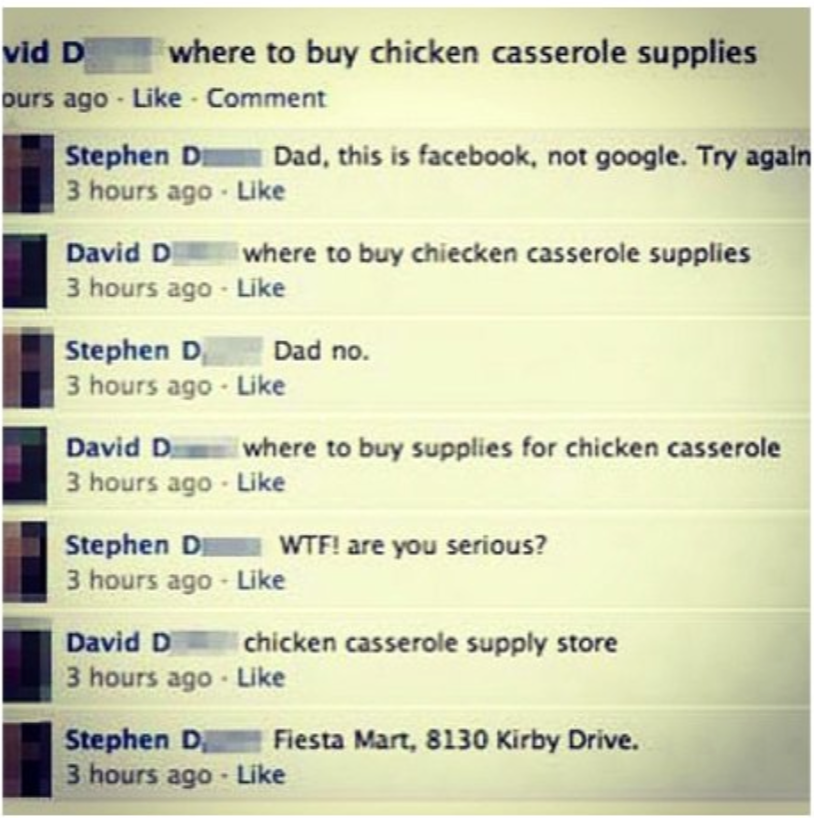 vid D where to buy chicken casserole supplies
ours ago · Like · Comment
Stephen D Dad, this is facebook, not google. Try again
3 hours ago · Like
David D where to buy chiecken casserole supplies
3 hours ago · Like
Stephen D Dad no.
3 hours ago · Like
David D where to buy supplies for chicken casserole
3 hours ago · Like
Stephen D WTF! are you serious?
3 hours ago · Like
David D chicken casserole supply store
3 hours ago · Like
Stephen D Fiesta Mart, 8130 Kirby Drive.
3 hours ago · Like